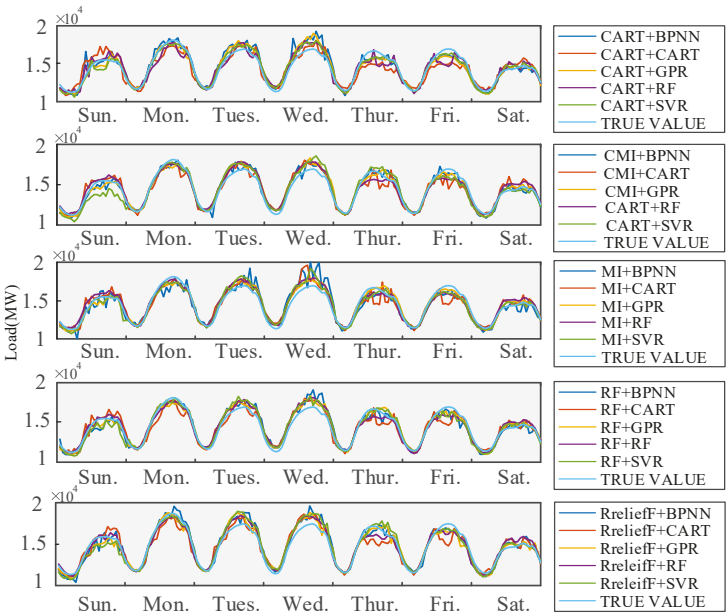 ×10⁴
2
1.5
1
Sun. Mon. Tues. Wed. Thur. Fri. Sat.
CART+BPNN
CART+CART
CART+GPR
CART+RF
CART+SVR
TRUE VALUE
×10⁴
2
1.5
1
Sun. Mon. Tues. Wed. Thur. Fri. Sat.
CMI+BPNN
CMI+CART
CMI+GPR
CART+RF
CART+SVR
TRUE VALUE
Load(MW)
×10⁴
2
1.5
1
Sun. Mon. Tues. Wed. Thur. Fri. Sat.
MI+BPNN
MI+CART
MI+GPR
MI+RF
MI+SVR
TRUE VALUE
×10⁴
2
1.5
1
Sun. Mon. Tues. Wed. Thur. Fri. Sat.
RF+BPNN
RF+CART
RF+GPR
RF+RF
RF+SVR
TRUE VALUE
×10⁴
2
1.5
1
Sun. Mon. Tues. Wed. Thur. Fri. Sat.
RreliefF+BPNN
RreliefF+CART
RreliefF+GPR
RreleifF+RF
RreleifF+SVR
TRUE VALUE